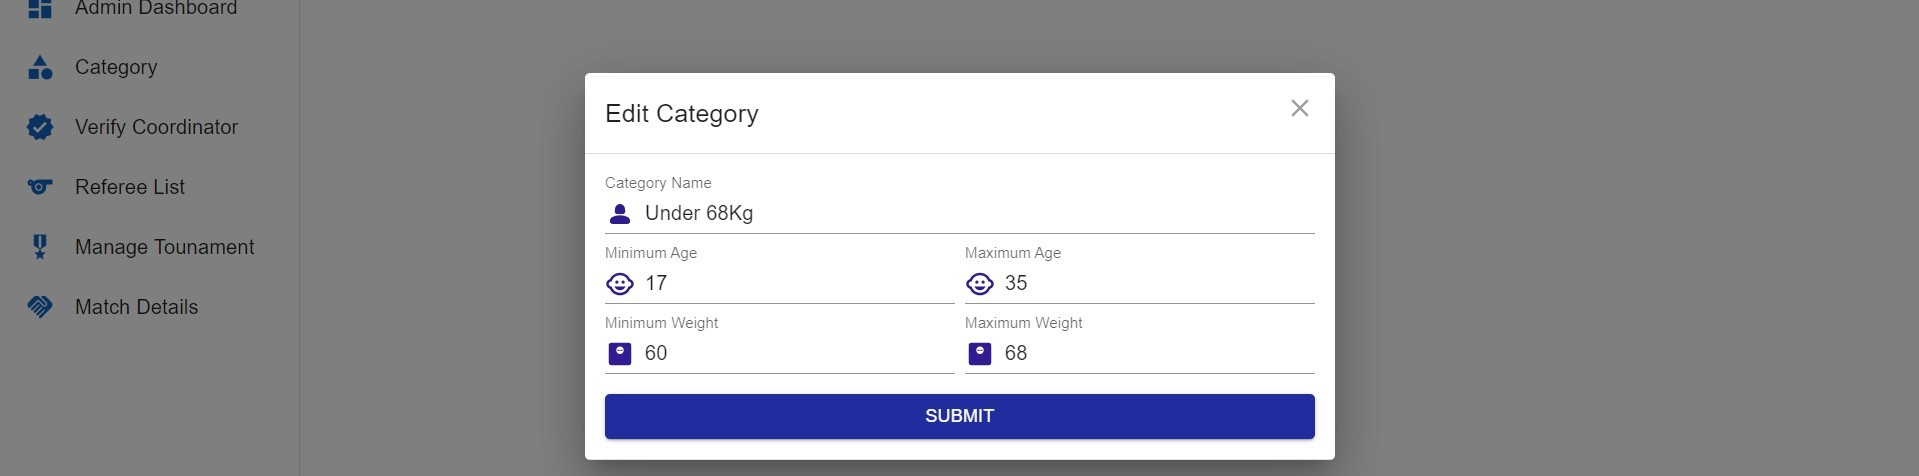 Admin Dashboard
Category
Verify Coordinator
Referee List
Manage Tounament
Match Details
Edit Category
Category Name
Under 68Kg
Minimum Age
Maximum Age
17
35
Minimum Weight
Maximum Weight
60
68
SUBMIT